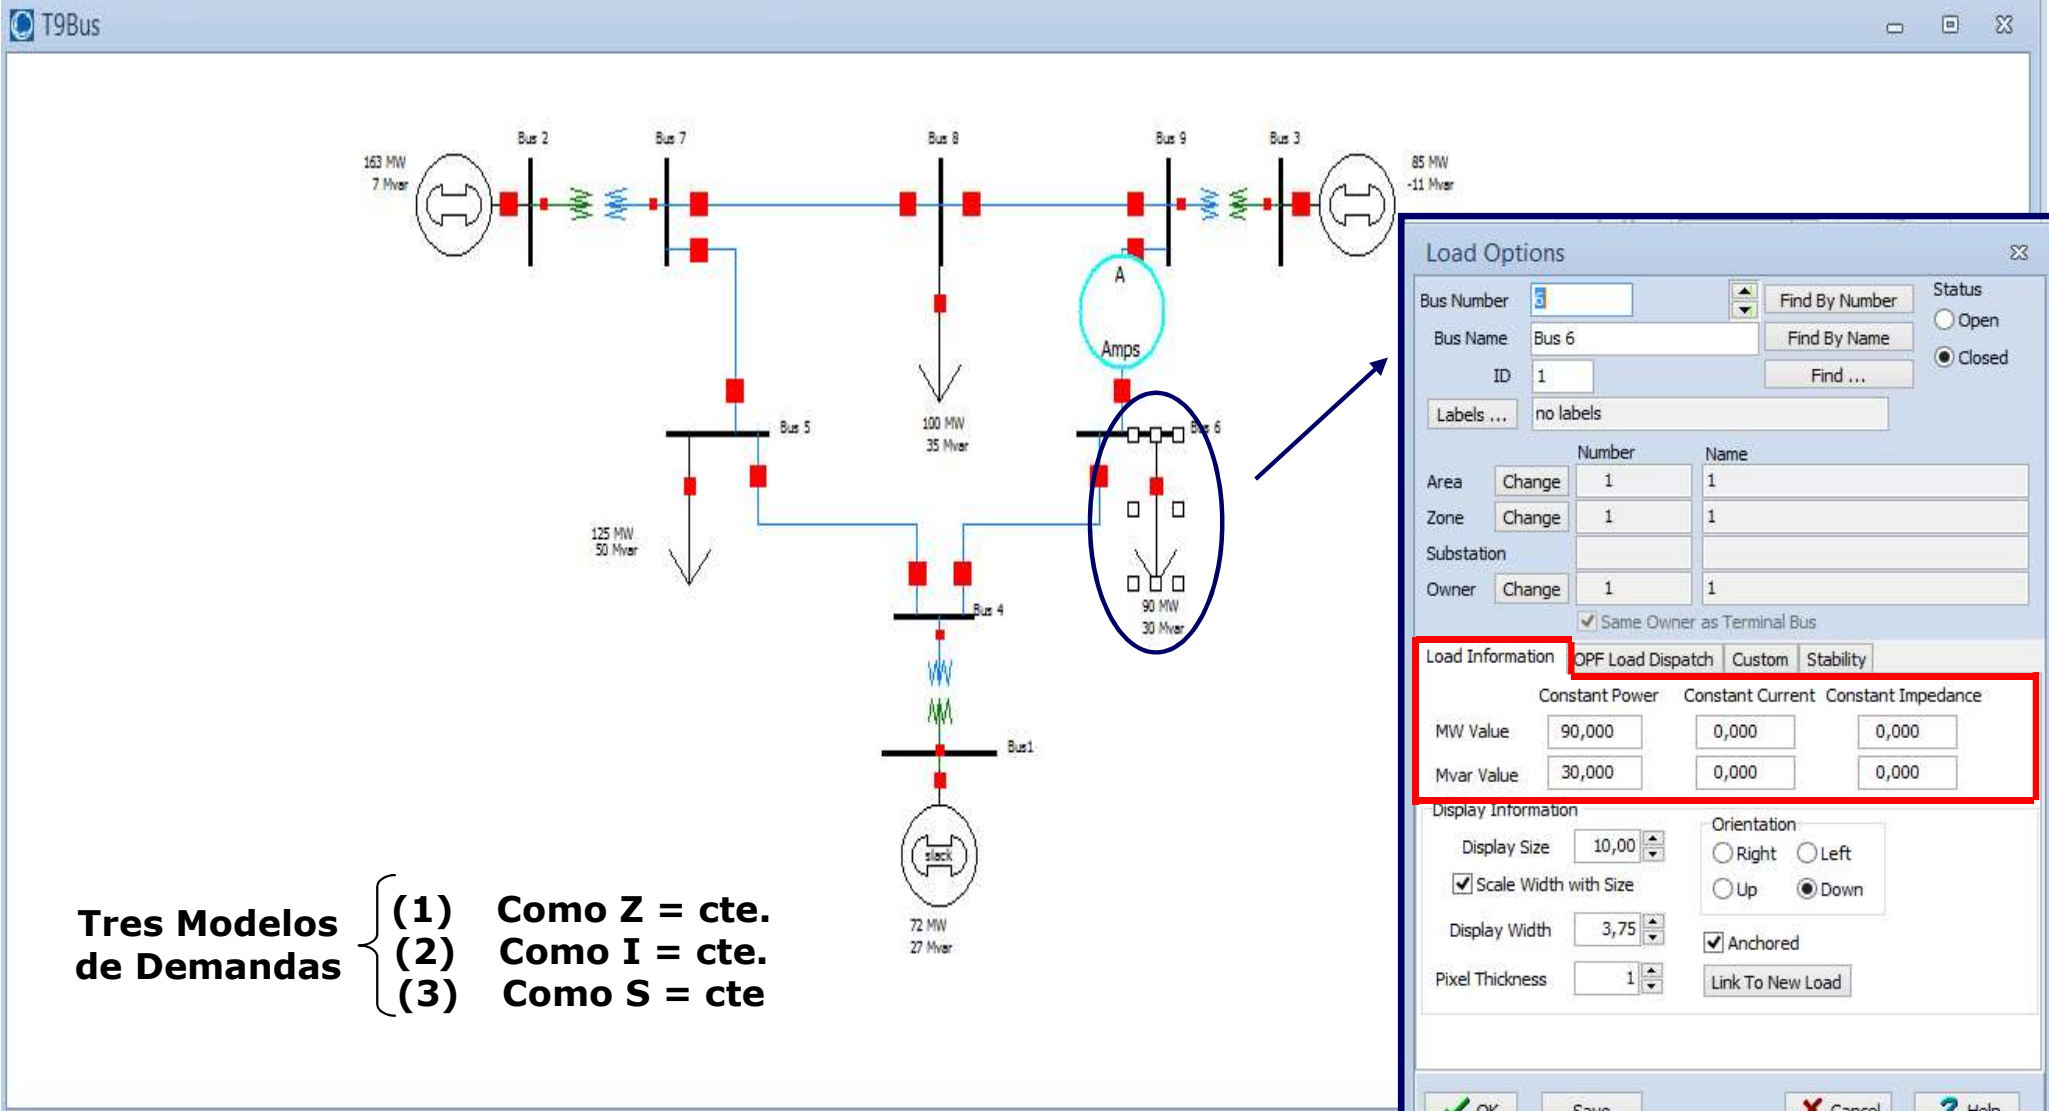 T9Bus
Bus 2
Bus 7
Bus 8
Bus 9
Bus 3
163 MW
7 Mvar
85 MW
-11 Mvar
A
Amps
100 MW
35 Mvar
Bus 5
Bus 6
125 MW
50 Mvar
90 MW
30 Mvar
Bus 4
Bus1
slack
72 MW
27 Mvar
Tres Modelos
de Demandas
(1) Como Z = cte.
(2) Como I = cte.
(3) Como S = cte
Load Options
Bus Number 6 Find By Number Status
Open
Bus Name Bus 6 Find By Name
Closed
ID 1 Find ...
Labels ... no labels
Number Name
Area Change 1 1
Zone Change 1 1
Substation
Owner Change 1 1
Same Owner as Terminal Bus
Load Information OPF Load Dispatch Custom Stability
Constant Power Constant Current Constant Impedance
MW Value 90,000 0,000 0,000
Mvar Value 30,000 0,000 0,000
Display Information
Orientation
Display Size 10,00 Right Left
Scale Width with Size Up Down
Display Width 3,75
Anchored
Pixel Thickness 1 Link To New Load
OK Save Cancel Help